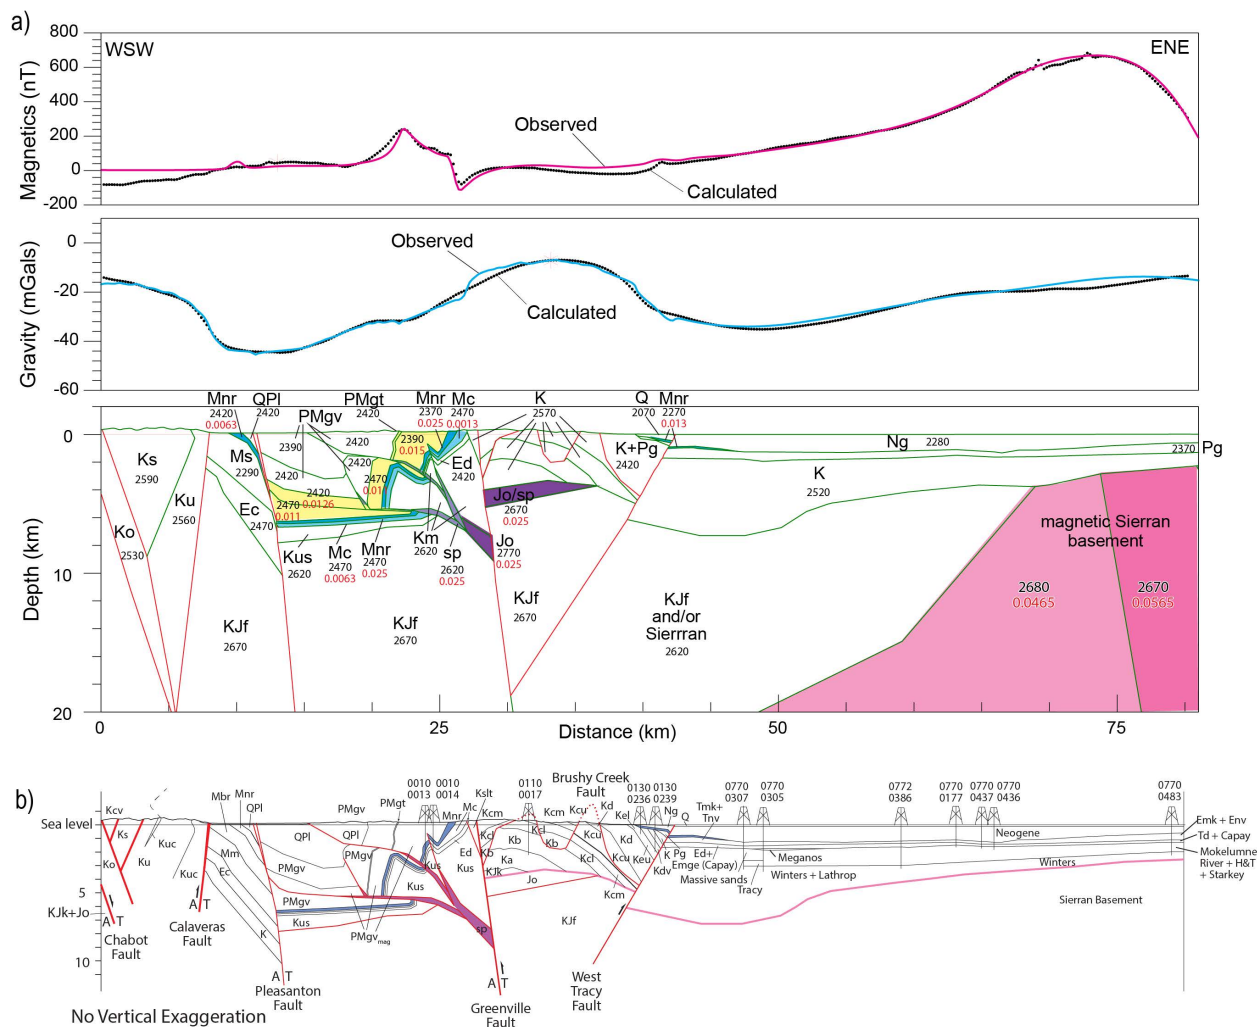 a)
800
600
400
200
0
-200
Magnetics (nT)
WSW
ENE
Observed
Calculated
0
-20
-40
-60
Gravity (mGals)
Observed
Calculated
Mnr
2420
0.0063
QPl
2420
PMgv
PMgt
2420
Mnr
2370
0.025
Mc
2470
0.0013
K
2570
Q
2070
Mnr
2270
0.013
0
10
20
Depth (km)
Ks
2590
Ms
2290
2390
2420
2420
2390
0.015
Ed
2420
K+Pg
2420
Ng
2280
2370
Pg
Ku
2560
2420
2420
0.0126
2470
0.011
2470
Jo/sp
2670
0.025
K
2520
Ko
2530
Ec
2470
Kus
2620
Mc
2470
0.0063
Mnr
2470
0.025
Km
2620
sp
2620
0.025
Jo
2770
0.025
magnetic Sierran
basement
2680
0.0465
2670
0.0565
KJf
2670
KJf
2670
KJf
2670
KJf
and/or
Sierrran
2620
0
25
50
75
Distance (km)
b)
Brushy Creek
Fault
0010
0013
0010
0014
0110
0017
0130
0236
0130
0239
0770
0307
0770
0305
0772
0386
0770
0177
0770
0437
0770
0436
0770
0483
Sea level
5
10
KJk+Jo
Kcv
Ks
Ko
Ku
Kuc
Kuc
Mbr
Mnr
QPl
Mm
Ec
K
QPl
PMgv
PMgv
PMgv
PMgt
QPl
PMgv
Kus
PMgv mag
Kus
Kus
Mnr
Mc
Kslt
Kcm
Ed
Kus
sp
Kcl
Kb
Kcl
Kb
Ka
KJk
Jo
Kb
Kcm
Kcu
Kd
Kcu
Kcl
Kel
Kd
Kcu
Keu
Kcm
KJf
Ng
Q
Tmk+
Tnv
K
Pg
Kdv
Ed+/
Emge (Capay)
Massive sands
Tracy
Meganos
Winters + Lathrop
Neogene
Winters
Sierran Basement
Emk + Env
Td + Capay
Mokelumne
River + H&T
+ Starkey
A T
Chabot
Fault
A T
Calaveras
Fault
A T
Pleasanton
Fault
A T
Greenville
Fault
West
Tracy
Fault
No Vertical Exaggeration